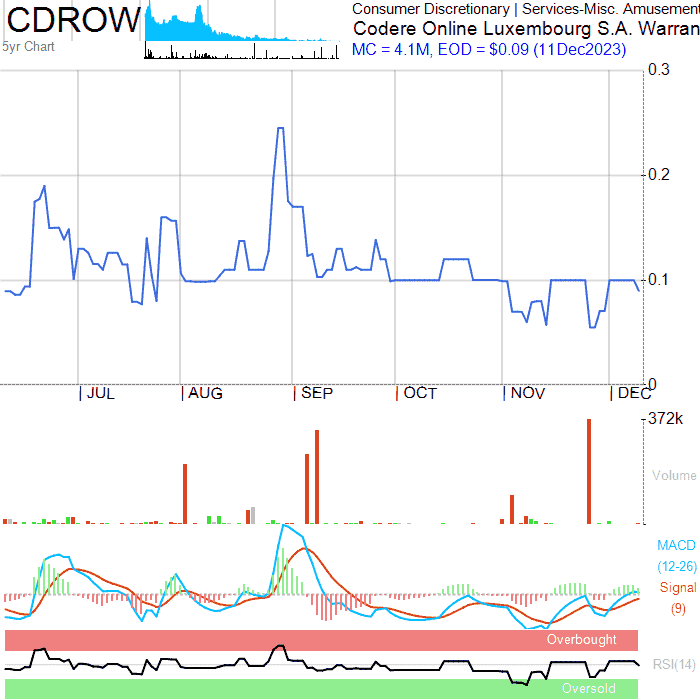 CDROW
5yr Chart
Consumer Discretionary | Services-Misc. Amusement
Codere Online Luxembourg S.A. Warran
MC = 4.1M, EOD = $0.09 (11Dec2023)
0.3
0.2
0.1
0
JUL AUG SEP OCT NOV DEC
372k
Volume
MACD
(12-26)
Signal
(9)
Overbought
RSI(14)
Oversold